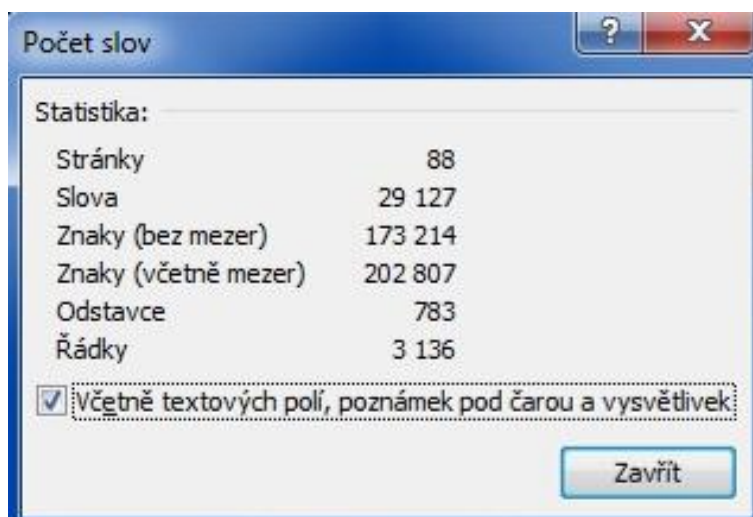 Počet slov
Statistika:
Stránky 88
Slova 29 127
Znaky (bez mezer) 173 214
Znaky (včetně mezer) 202 807
Odstavce 783
Řádky 3 136
Včetně textových polí, poznámek pod čarou a vysvětlivek
Zavřít